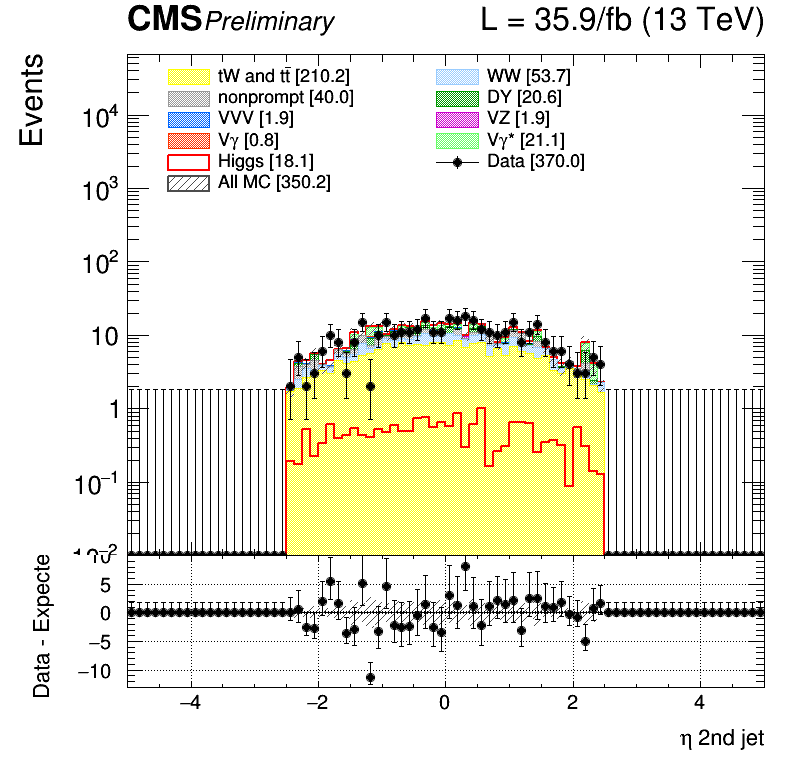 CMS Preliminary L = 35.9/fb (13 TeV)
Events
tW and tt̄ [210.2] WW [53.7]
nonprompt [40.0] DY [20.6]
VVV [1.9] VZ [1.9]
Vγ [0.8] Vγ* [21.1]
Higgs [18.1] Data [370.0]
All MC [350.2]
10⁴
10³
10²
10
1
10⁻¹
10⁻²
Data - Expecte
5
0
−5
−10
−4 −2 0 2 4
η 2nd jet